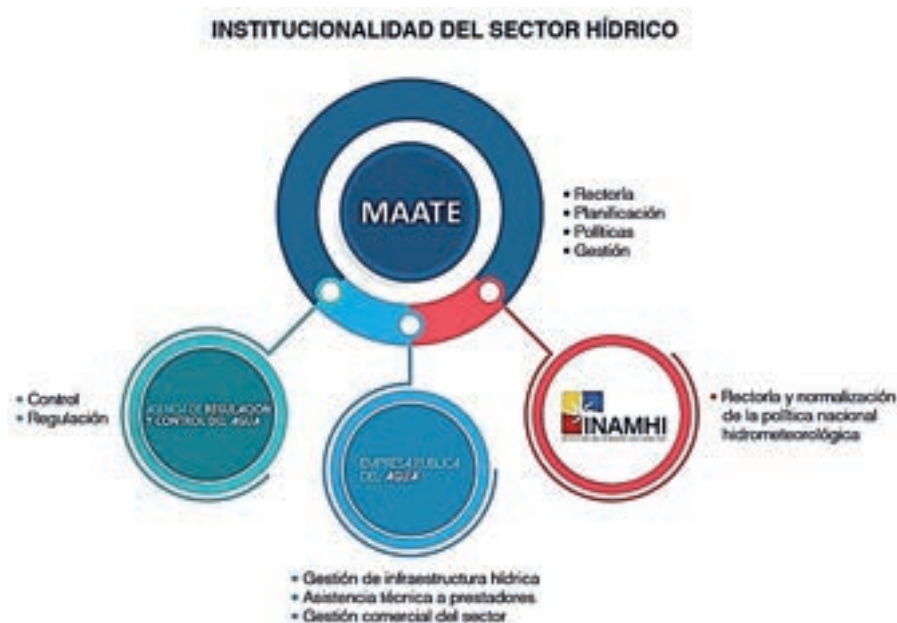 INSTITUCIONALIDAD DEL SECTOR HÍDRICO
MAATE
• Rectoría
• Planificación
• Políticas
• Gestión
• Control
• Regulación
AGENCIA DE REGULACIÓN
Y CONTROL DEL AGUA
EMPRESA PÚBLICA
DEL AGUA
INAMHI
• Rectoría y normalización
de la política nacional
hidrometeorológica
• Gestión de infraestructura hídrica
• Asistencia técnica a prestadores
• Gestión comercial del sector